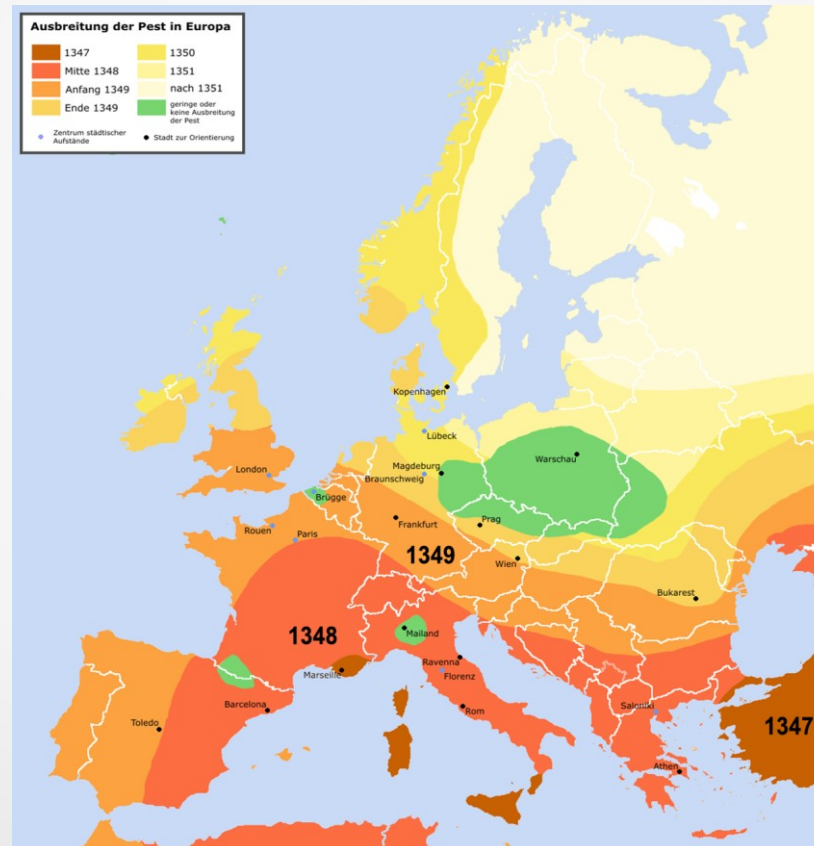 Ausbreitung der Pest in Europa
1347
Mitte 1348
Anfang 1349
Ende 1349
1350
1351
nach 1351
geringe oder
keine Ausbreitung
der Pest
Zentrum städtischer
Aufstände
Stadt zur Orientierung
Kopenhagen
Lübeck
Magdeburg
Braunschweig
Warschau
London
Brügge
Frankfurt
Prag
Rouen
Paris
1349
Wien
Bukarest
1348
Mailand
Ravenna
Marseille
Florenz
Barcelona
Rom
Toledo
Saloniki
1347
Athen